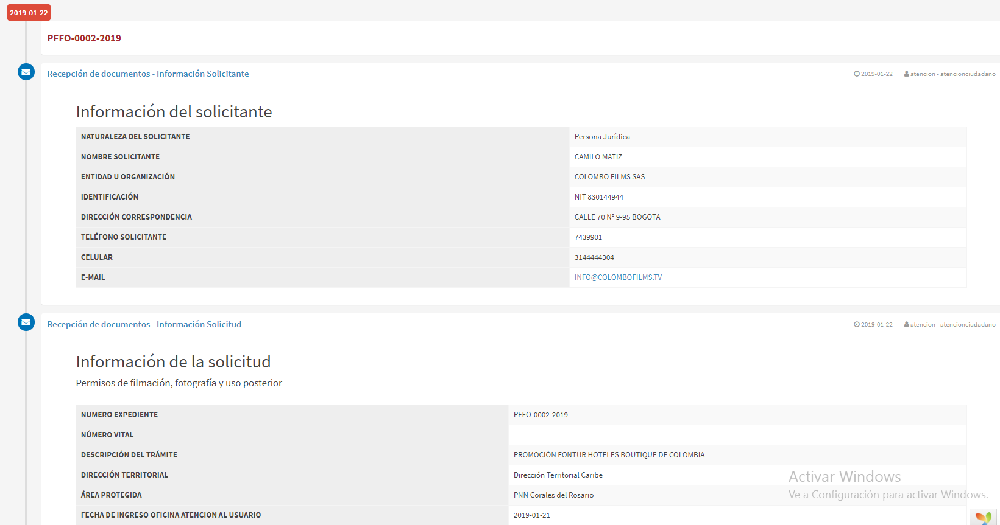 2019-01-22
PFFO-0002-2019
Recepción de documentos - Información Solicitante 2019-01-22 atencion - atencionciudadano
Información del solicitante
NATURALEZA DEL SOLICITANTE Persona Jurídica
NOMBRE SOLICITANTE CAMILO MATIZ
ENTIDAD U ORGANIZACIÓN COLOMBO FILMS SAS
IDENTIFICACIÓN NIT 830144944
DIRECCIÓN CORRESPONDENCIA CALLE 70 N° 9-95 BOGOTA
TELÉFONO SOLICITANTE 7439901
CELULAR 3144444304
E-MAIL INFO@COLOMBOFILMS.TV
Recepción de documentos - Información Solicitud 2019-01-22 atencion - atencionciudadano
Información de la solicitud
Permisos de filmación, fotografía y uso posterior
NUMERO EXPEDIENTE PFFO-0002-2019
NÚMERO VITAL
DESCRIPCIÓN DEL TRÁMITE PROMOCIÓN FONTUR HOTELES BOUTIQUE DE COLOMBIA
DIRECCIÓN TERRITORIAL Dirección Territorial Caribe
ÁREA PROTEGIDA PNN Corales del Rosario
FECHA DE INGRESO OFICINA ATENCION AL USUARIO 2019-01-21
Activar Windows
Ve a Configuración para activar Windows.